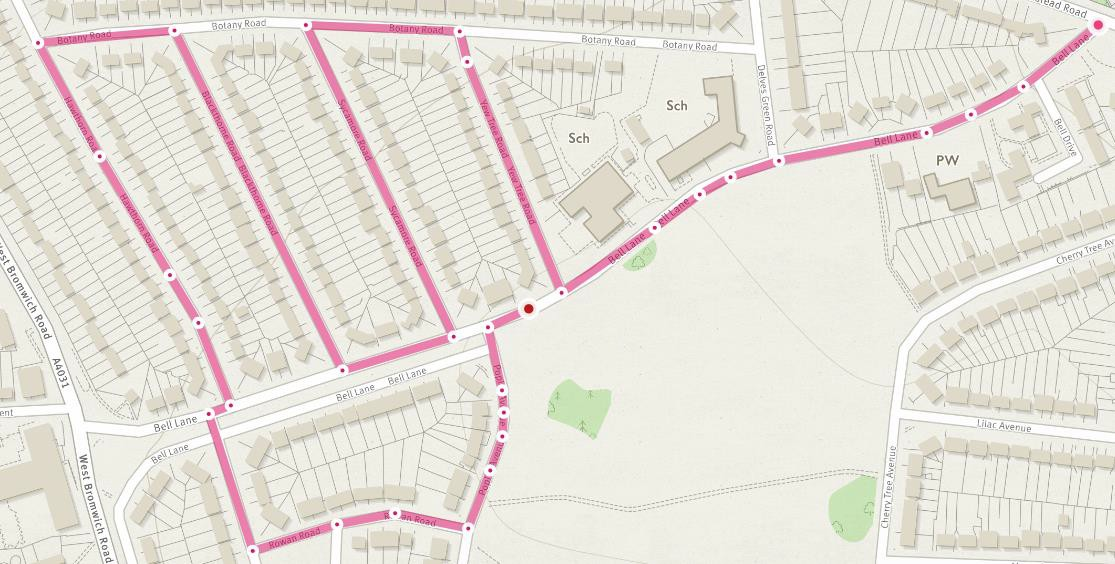 Botany Road
Botany Road
Botany Road
Botany Road
Botany Road
Bell Lane
Delves Green Road
Sch
Sch
Hawthorn Road
Blackthorne Road
Blackthorne Road
Sycamore Road
Yew Tree Road
Yew Tree Road
Bell Lane
Bell Drive
PW
Hawthorn Road
Sycamore Road
Bell Lane
Bell Lane
Cherry Tree Av
West Bromwich Road
A4031
Bell Lane
Bell Lane
Bell Lane
Bell Lane
Lilac Avenue
Cherry Tree Avenue
West Bromwich Road
Rowan Road